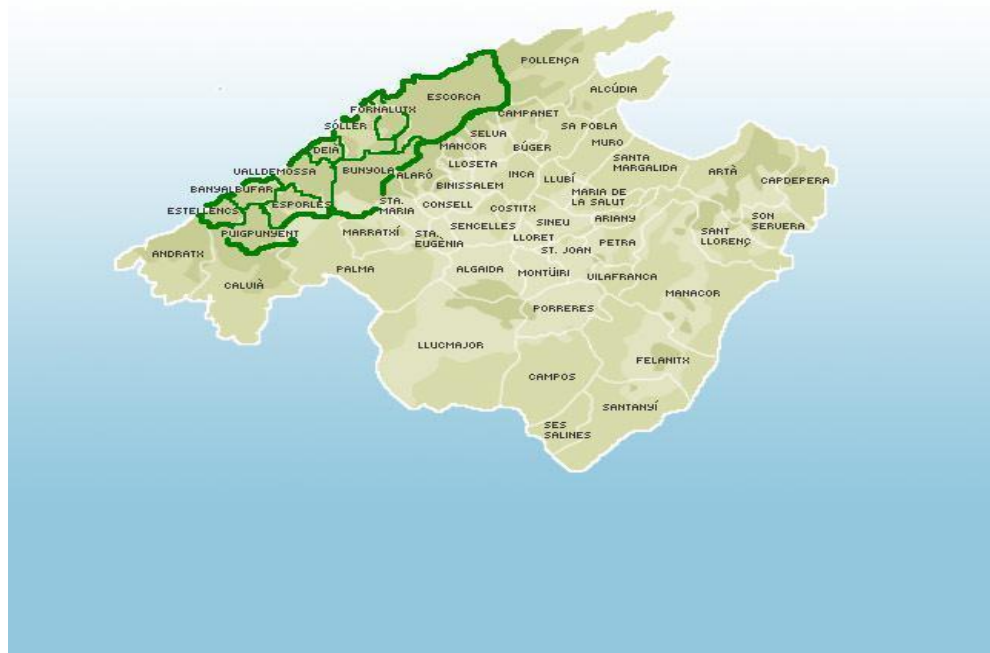 POLLENÇA
ALCÚDIA
ESCORCA
FORNALUTX
CAMPANET
SÓLLER
SA POBLA
SELVA
MURO
MANCOR
BÚGER
DEIÀ
SANTA
MARGALIDA
LLOSETA
VALLDEMOSSA
BUNYOLA
ALARÓ
INCA
LLUBÍ
ARTÀ
CAPDEPERA
BINISSALEM
BANYALBUFAR
MARIA DE
LA SALUT
ESPORLES
STA.
MARIA
CONSELL
COSTITX
ESTELLENCS
SON
SERVERA
SENCELLES
SINEU
ARIANY
PUIGPUNYENT
MARRATXÍ
STA.
EUGÈNIA
LLORET
SANT
LLORENÇ
PETRA
ST. JOAN
ANDRATX
PALMA
ALGAIDA
MONTÜIRI
VILAFRANCA
CALVIÀ
MANACOR
PORRERES
LLUCMAJOR
FELANITX
CAMPOS
SANTANYÍ
SES
SALINES